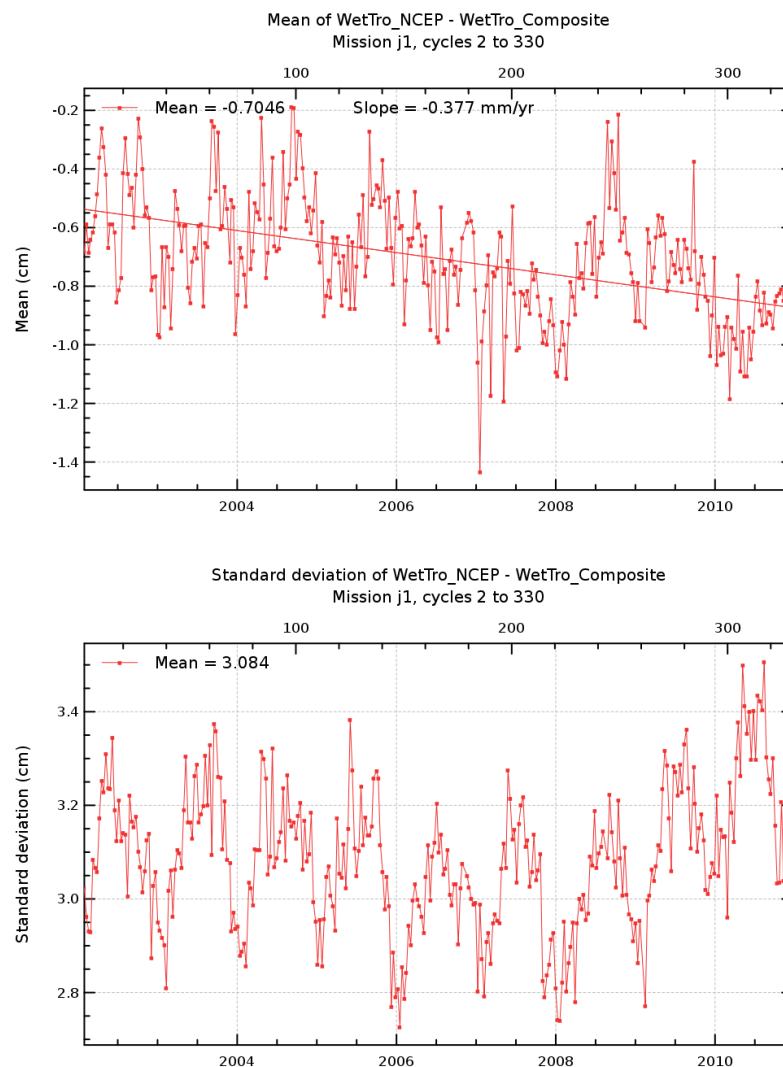 Mean of WetTro_NCEP - WetTro_Composite
Mission j1, cycles 2 to 330
100 200 300
Mean = -0.7046 Slope = -0.377 mm/yr
Mean (cm)
-0.2
-0.4
-0.6
-0.8
-1.0
-1.2
-1.4
2004 2006 2008 2010
Standard deviation of WetTro_NCEP - WetTro_Composite
Mission j1, cycles 2 to 330
100 200 300
Mean = 3.084
Standard deviation (cm)
3.4
3.2
3.0
2.8
2004 2006 2008 2010